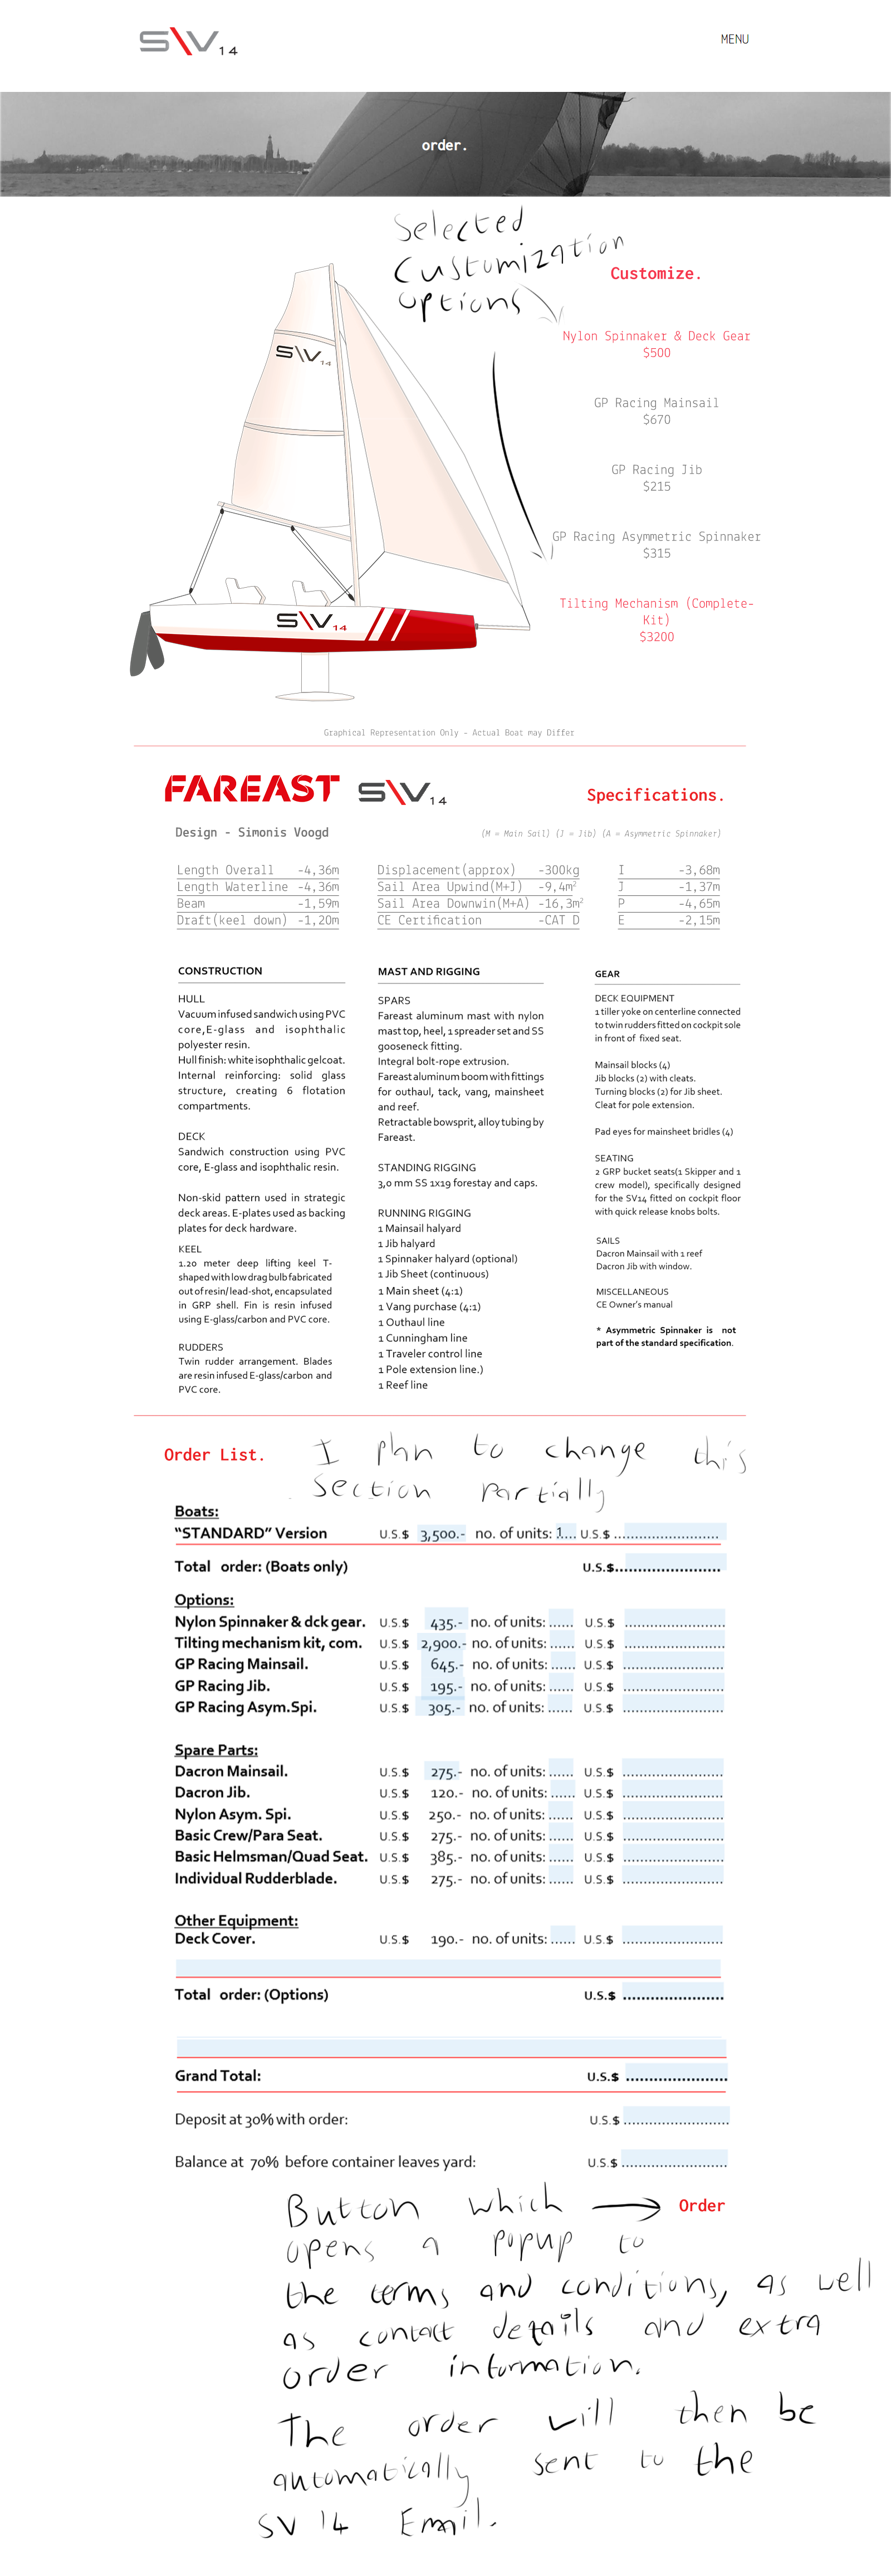 S\V14
MENU
order.
Selected
Custumization
options
Customize.
Nylon Spinnaker & Deck Gear
$500
GP Racing Mainsail
$670
GP Racing Jib
$215
GP Racing Asymmetric Spinnaker
$315
Tilting Mechanism (Complete-
Kit)
$3200
S\V14
S\V14
Graphical Representation Only - Actual Boat may Differ
FAREAST S\V14
Specifications.
Design - Simonis Voogd
(M = Main Sail) (J = Jib) (A = Asymmetric Spinnaker)
Length Overall -4,36m
Length Waterline -4,36m
Beam -1,59m
Draft(keel down) -1,20m
Displacement(approx) -300kg
Sail Area Upwind(M+J) -9,4m²
Sail Area Downwin(M+A) -16,3m²
CE Certification -CAT D
I -3,68m
J -1,37m
P -4,65m
E -2,15m
CONSTRUCTION
HULL
Vacuum infused sandwich using PVC
core,E-glass and isophthalic
polyester resin.
Hull finish: white isophthalic gelcoat.
Internal reinforcing: solid glass
structure, creating 6 flotation
compartments.
DECK
Sandwich construction using PVC
core, E-glass and isophthalic resin.
Non-skid pattern used in strategic
deck areas. E-plates used as backing
plates for deck hardware.
KEEL
1.20 meter deep lifting keel T-
shaped with low drag bulb fabricated
out of resin/ lead-shot, encapsulated
in GRP shell. Fin is resin infused
using E-glass/carbon and PVC core.
RUDDERS
Twin rudder arrangement. Blades
are resin infused E-glass/carbon and
PVC core.
MAST AND RIGGING
SPARS
Fareast aluminum mast with nylon
mast top, heel, 1 spreader set and SS
gooseneck fitting.
Integral bolt-rope extrusion.
Fareast aluminum boom with fittings
for outhaul, tack, vang, mainsheet
and reef.
Retractable bowsprit, alloy tubing by
Fareast.
STANDING RIGGING
3,0 mm SS 1x19 forestay and caps.
RUNNING RIGGING
1 Mainsail halyard
1 Jib halyard
1 Spinnaker halyard (optional)
1 Jib Sheet (continuous)
1 Main sheet (4:1)
1 Vang purchase (4:1)
1 Outhaul line
1 Cunningham line
1 Traveler control line
1 Pole extension line.)
1 Reef line
GEAR
DECK EQUIPMENT
1 tiller yoke on centerline connected
to twin rudders fitted on cockpit sole
in front of fixed seat.
Mainsail blocks (4)
Jib blocks (2) with cleats.
Turning blocks (2) for Jib sheet.
Cleat for pole extension.
Pad eyes for mainsheet bridles (4)
SEATING
2 GRP bucket seats(1 Skipper and 1
crew model), specifically designed
for the SV14 fitted on cockpit floor
with quick release knobs bolts.
SAILS
Dacron Mainsail with 1 reef
Dacron Jib with window.
MISCELLANEOUS
CE Owner's manual
* Asymmetric Spinnaker is not
part of the standard specification.
Order List.
I plan to change this
Section Partially
Boats:
“STANDARD” Version U.S.$ 3,500.- no. of units: 1.... U.S.$ .........................
Total order: (Boats only) U.S.$.......................
Options:
Nylon Spinnaker & dck gear. U.S.$ 435.- no. of units: ...... U.S.$ ........................
Tilting mechanism kit, com. U.S.$ 2,900.- no. of units: ...... U.S.$ ........................
GP Racing Mainsail. U.S.$ 645.- no. of units: ...... U.S.$ ........................
GP Racing Jib. U.S.$ 195.- no. of units: ...... U.S.$ ........................
GP Racing Asym.Spi. U.S.$ 305.- no. of units: ...... U.S.$ ........................
Spare Parts:
Dacron Mainsail. U.S.$ 275.- no. of units: ...... U.S.$ ........................
Dacron Jib. U.S.$ 120.- no. of units: ...... U.S.$ ........................
Nylon Asym. Spi. U.S.$ 250.- no. of units: ...... U.S.$ ........................
Basic Crew/Para Seat. U.S.$ 275.- no. of units: ...... U.S.$ ........................
Basic Helmsman/Quad Seat. U.S.$ 385.- no. of units: ...... U.S.$ ........................
Individual Rudderblade. U.S.$ 275.- no. of units: ...... U.S.$ ........................
Other Equipment:
Deck Cover. U.S.$ 190.- no. of units: ...... U.S.$ ........................
Total order: (Options) U.S.$ ......................
Grand Total: U.S.$ ......................
Deposit at 30% with order: U.S.$ .........................
Balance at 70% before container leaves yard: U.S.$ .........................
Order
Button which
opens a popup to
the terms and conditions, as well
as contact details and extra
order information.
The order will then be
automatically sent to the
SV 14 Email.